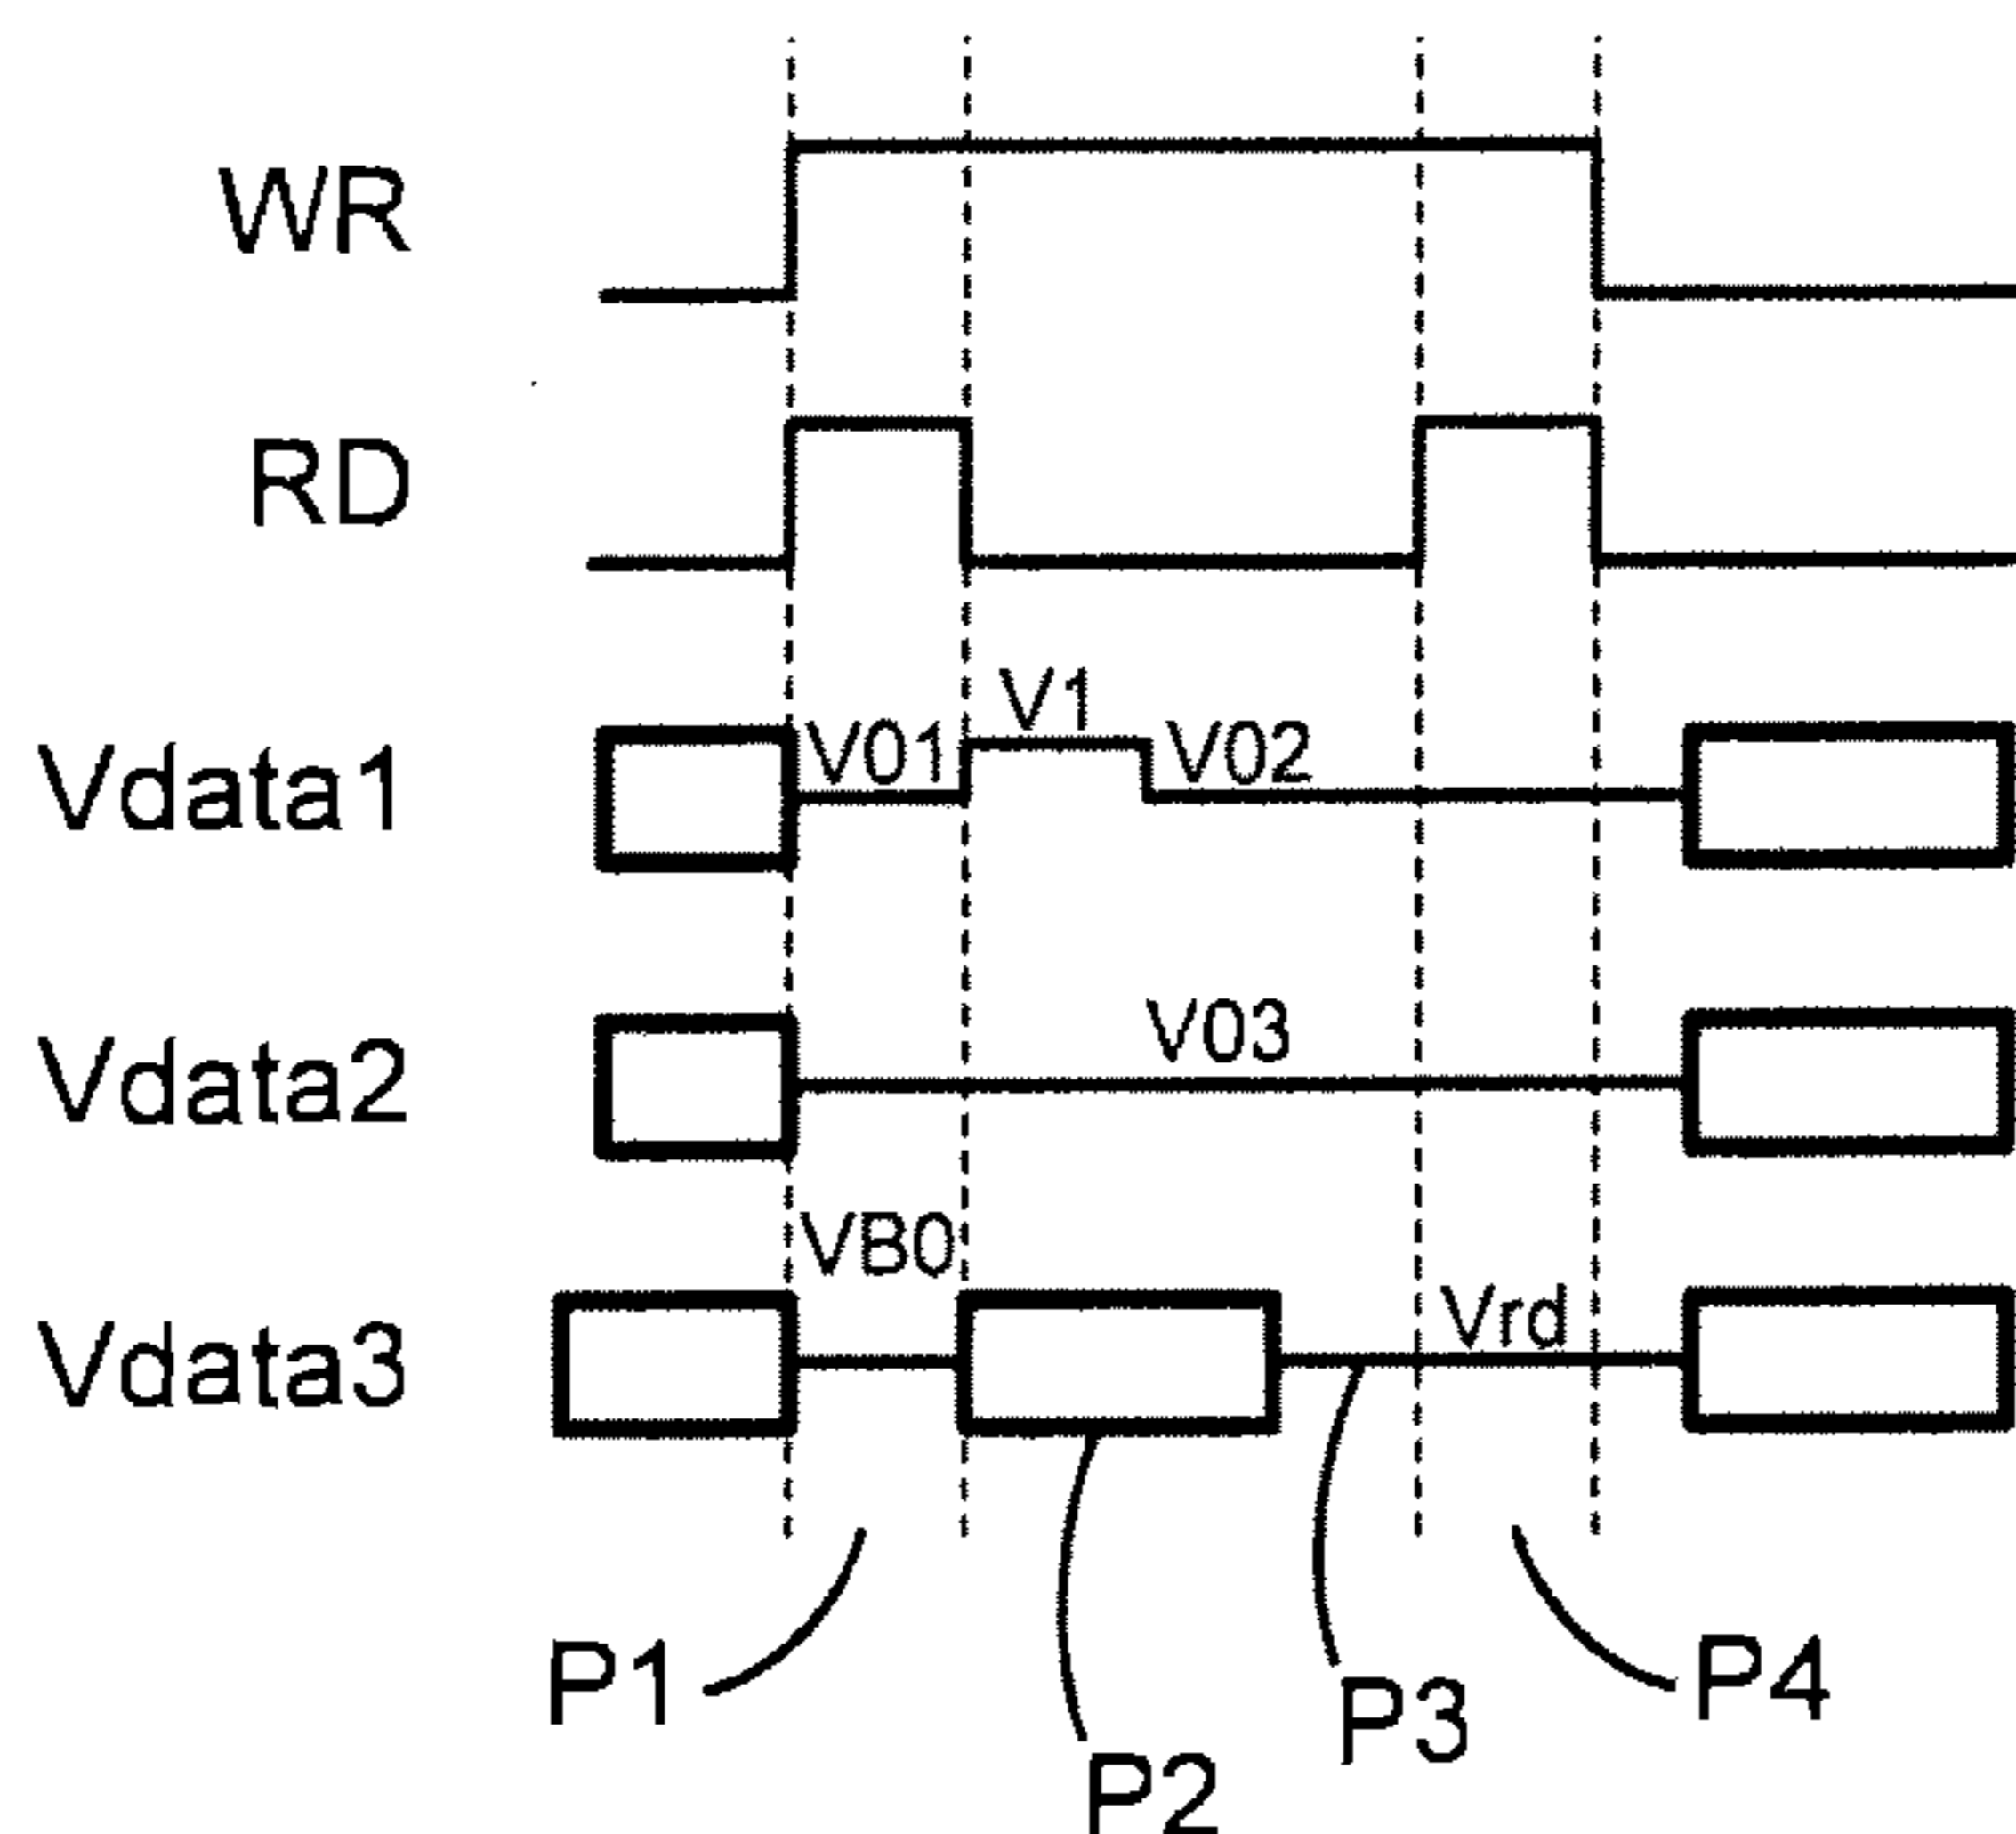 WR
RD
V1
Vdata1 V01 V02
V03
Vdata2
VB0
Vrd
Vdata3
P1 P4
P3
P2